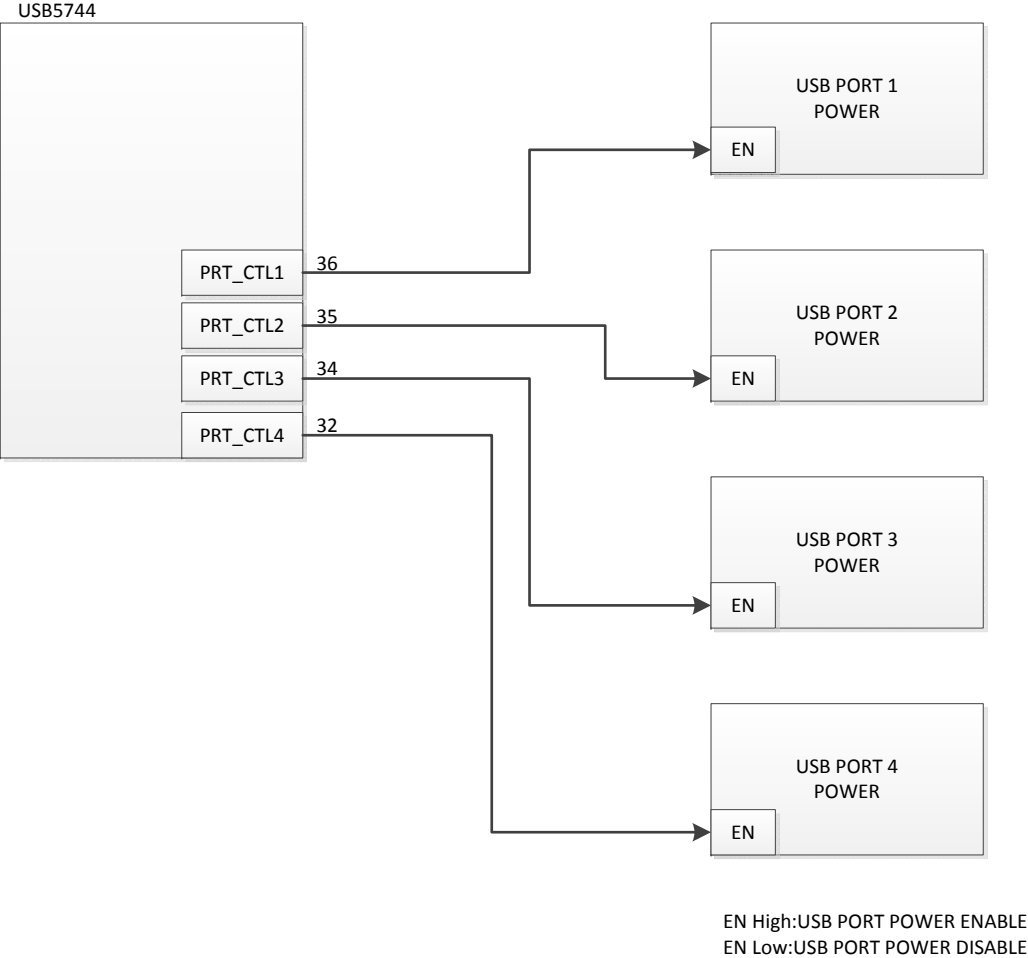 USB5744
USB PORT 1
POWER
EN
PRT_CTL1
36
PRT_CTL2
35
PRT_CTL3
34
PRT_CTL4
32
USB PORT 2
POWER
EN
USB PORT 3
POWER
EN
USB PORT 4
POWER
EN
EN High:USB PORT POWER ENABLE
EN Low:USB PORT POWER DISABLE